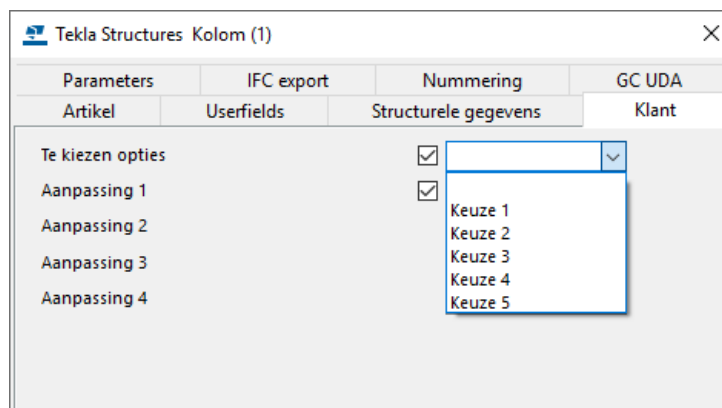 Tekla Structures Kolom (1)
Parameters IFC export Nummering GC UDA
Artikel Userfields Structurele gegevens Klant
Te kiezen opties
Aanpassing 1
Keuze 1
Aanpassing 2
Keuze 2
Keuze 3
Aanpassing 3
Keuze 4
Aanpassing 4
Keuze 5